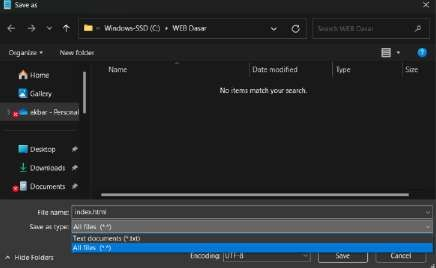 Save as
Windows-SSD (C:) > WEB Dasar
Search WEB Dasar
Organize
New folder
Home
Gallery
akbar - Personal
Desktop
Downloads
Documents
Name
Date modified
Type
Size
No items match your search.
File name: index.html
Save as type: All files (*.*)
Text documents (*.txt)
All files (*.*)
Hide Folders
Encoding: UTF-8
Save
Cancel